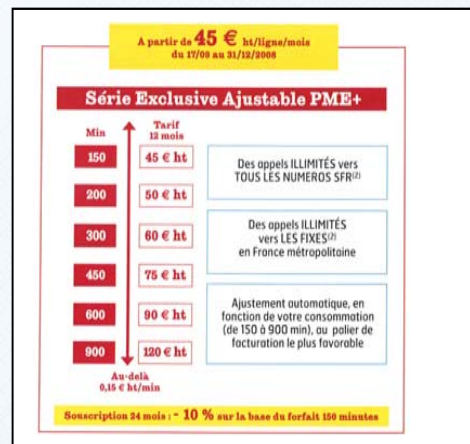 A partir de 45 € ht/ligne/mois
du 17/09 au 31/12/2008
Série Exclusive Ajustable PME+
Min
Tarif
12 mois
150
45 € ht
200
50 € ht
300
60 € ht
450
75 € ht
600
90 € ht
900
120 € ht
Au-delà
0,15 € ht/min
Des appels ILLIMITÉS vers
TOUS LES NUMEROS SFR(2)
Des appels ILLIMITÉS
vers LES FIXES(2)
en France métropolitaine
Ajustement automatique, en
fonction de votre consommation
(de 150 à 900 min), au palier de
facturation le plus favorable
Souscription 24 mois : - 10 % sur la base du forfait 150 minutes